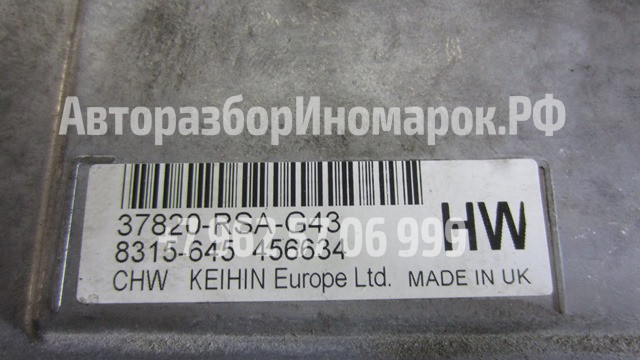 АвторазборИномарок.РФ
37820-RSA-G43
8315-645 456634
HW
CHW KEIHIN Europe Ltd. MADE IN UK